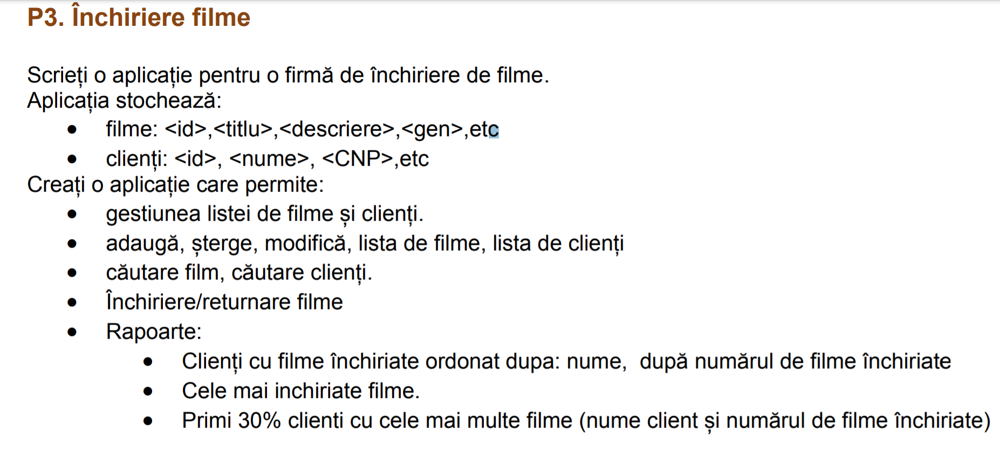 P3. Închiriere filme
Scrieți o aplicație pentru o firmă de închiriere de filme.
Aplicația stochează:
● filme: <id>,<titlu>,<descriere>,<gen>,etc
● clienți: <id>, <nume>, <CNP>,etc
Creați o aplicație care permite:
● gestiunea listei de filme și clienți.
● adaugă, șterge, modifică, lista de filme, lista de clienți
● căutare film, căutare clienți.
● Închiriere/returnare filme
● Rapoarte:
● Clienți cu filme închiriate ordonat dupa: nume, după numărul de filme închiriate
● Cele mai inchiriate filme.
● Primi 30% clienti cu cele mai multe filme (nume client și numărul de filme închiriate)